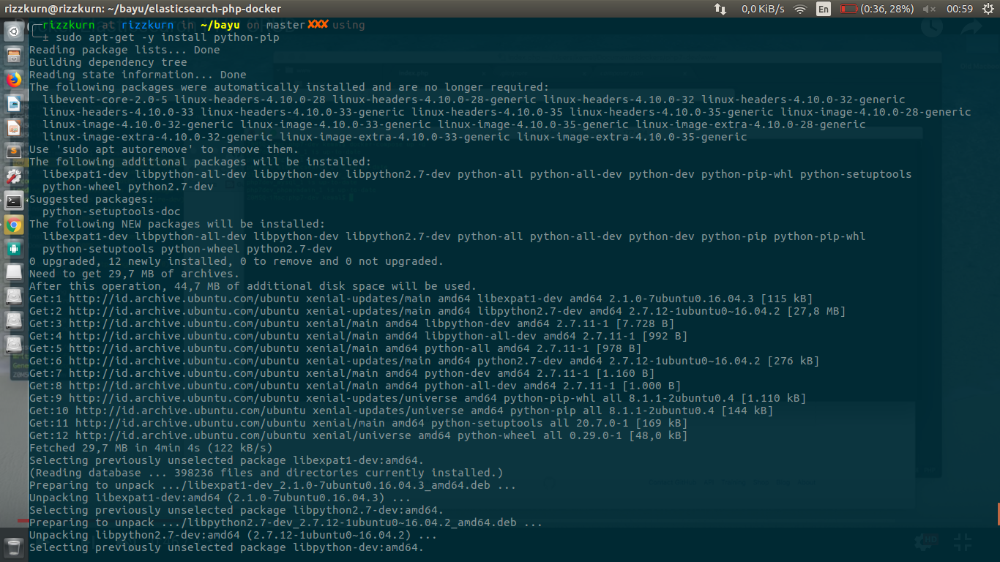 rizzkurn@rizzkurn: ~/bayu/elasticsearch-php-docker
0,0 KiB/s En (0:36, 28%) 00:59
rizzkurn at rizzkurn in ~/bayu on master✘✘✘ using
± sudo apt-get -y install python-pip
Reading package lists... Done
Building dependency tree
Reading state information... Done
The following packages were automatically installed and are no longer required:
libevent-core-2.0-5 linux-headers-4.10.0-28 linux-headers-4.10.0-28-generic linux-headers-4.10.0-32 linux-headers-4.10.0-32-generic
linux-headers-4.10.0-33 linux-headers-4.10.0-33-generic linux-headers-4.10.0-35 linux-headers-4.10.0-35-generic linux-image-4.10.0-28-generic
linux-image-4.10.0-32-generic linux-image-4.10.0-33-generic linux-image-4.10.0-35-generic linux-image-extra-4.10.0-28-generic
linux-image-extra-4.10.0-32-generic linux-image-extra-4.10.0-33-generic linux-image-extra-4.10.0-35-generic
Use 'sudo apt autoremove' to remove them.
The following additional packages will be installed:
libexpat1-dev libpython-all-dev libpython-dev libpython2.7-dev python-all python-all-dev python-dev python-pip-whl python-setuptools
python-wheel python2.7-dev
Suggested packages:
python-setuptools-doc
The following NEW packages will be installed:
libexpat1-dev libpython-all-dev libpython-dev libpython2.7-dev python-all python-all-dev python-dev python-pip python-pip-whl
python-setuptools python-wheel python2.7-dev
0 upgraded, 12 newly installed, 0 to remove and 0 not upgraded.
Need to get 29,7 MB of archives.
After this operation, 44,7 MB of additional disk space will be used.
Get:1 http://id.archive.ubuntu.com/ubuntu xenial-updates/main amd64 libexpat1-dev amd64 2.1.0-7ubuntu0.16.04.3 [115 kB]
Get:2 http://id.archive.ubuntu.com/ubuntu xenial-updates/main amd64 libpython2.7-dev amd64 2.7.12-1ubuntu0~16.04.2 [27,8 MB]
Get:3 http://id.archive.ubuntu.com/ubuntu xenial/main amd64 libpython-dev amd64 2.7.11-1 [7.728 B]
Get:4 http://id.archive.ubuntu.com/ubuntu xenial/main amd64 libpython-all-dev amd64 2.7.11-1 [992 B]
Get:5 http://id.archive.ubuntu.com/ubuntu xenial/main amd64 python-all amd64 2.7.11-1 [978 B]
Get:6 http://id.archive.ubuntu.com/ubuntu xenial-updates/main amd64 python2.7-dev amd64 2.7.12-1ubuntu0~16.04.2 [276 kB]
Get:7 http://id.archive.ubuntu.com/ubuntu xenial/main amd64 python-dev amd64 2.7.11-1 [1.160 B]
Get:8 http://id.archive.ubuntu.com/ubuntu xenial/main amd64 python-all-dev amd64 2.7.11-1 [1.000 B]
Get:9 http://id.archive.ubuntu.com/ubuntu xenial-updates/universe amd64 python-pip-whl all 8.1.1-2ubuntu0.4 [1.110 kB]
Get:10 http://id.archive.ubuntu.com/ubuntu xenial-updates/universe amd64 python-pip all 8.1.1-2ubuntu0.4 [144 kB]
Get:11 http://id.archive.ubuntu.com/ubuntu xenial/main amd64 python-setuptools all 20.7.0-1 [169 kB]
Get:12 http://id.archive.ubuntu.com/ubuntu xenial/universe amd64 python-wheel all 0.29.0-1 [48,0 kB]
Fetched 29,7 MB in 4min 4s (122 kB/s)
Selecting previously unselected package libexpat1-dev:amd64.
(Reading database ... 398236 files and directories currently installed.)
Preparing to unpack .../libexpat1-dev_2.1.0-7ubuntu0.16.04.3_amd64.deb ...
Unpacking libexpat1-dev:amd64 (2.1.0-7ubuntu0.16.04.3) ...
Selecting previously unselected package libpython2.7-dev:amd64.
Preparing to unpack .../libpython2.7-dev_2.7.12-1ubuntu0~16.04.2_amd64.deb ...
Unpacking libpython2.7-dev:amd64 (2.7.12-1ubuntu0~16.04.2) ...
Selecting previously unselected package libpython-dev:amd64.